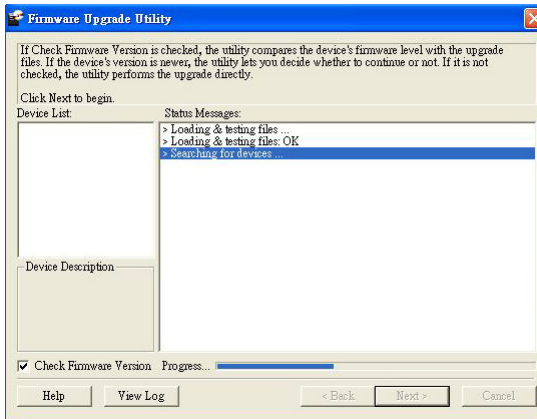 Firmware Upgrade Utility
If Check Firmware Version is checked, the utility compares the device's firmware level with the upgrade
files. If the device's version is newer, the utility lets you decide whether to continue or not. If it is not
checked, the utility performs the upgrade directly.
Click Next to begin.
Device List:
Status Messages:
> Loading & testing files ...
> Loading & testing files: OK
> Searching for devices ...
Device Description
Check Firmware Version Progress...
Help View Log < Back Next > Cancel